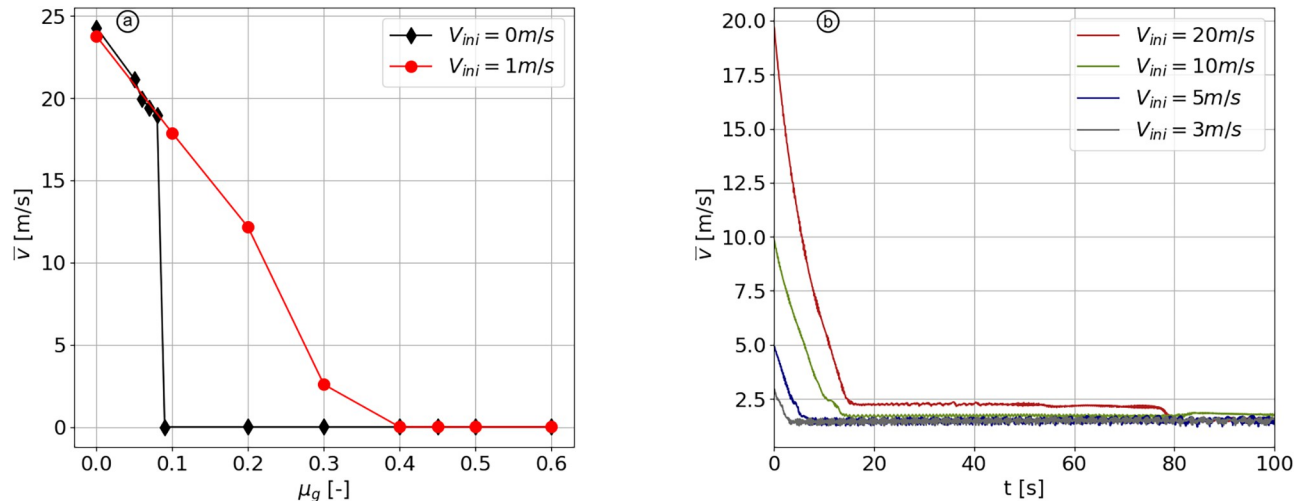 a
V_ini = 0m/s
V_ini = 1m/s
25
20
15
10
5
0
v̅ [m/s]
0.0 0.1 0.2 0.3 0.4 0.5 0.6
μ_g [-]
b
V_ini = 20m/s
V_ini = 10m/s
V_ini = 5m/s
V_ini = 3m/s
20.0
17.5
15.0
12.5
10.0
7.5
5.0
2.5
v̅ [m/s]
0 20 40 60 80 100
t [s]